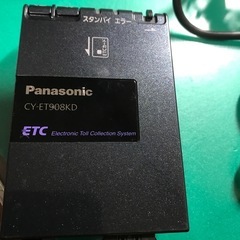 スタンバイ エラー
Panasonic
CY-ET908KD
ETC Electronic Toll Collection System